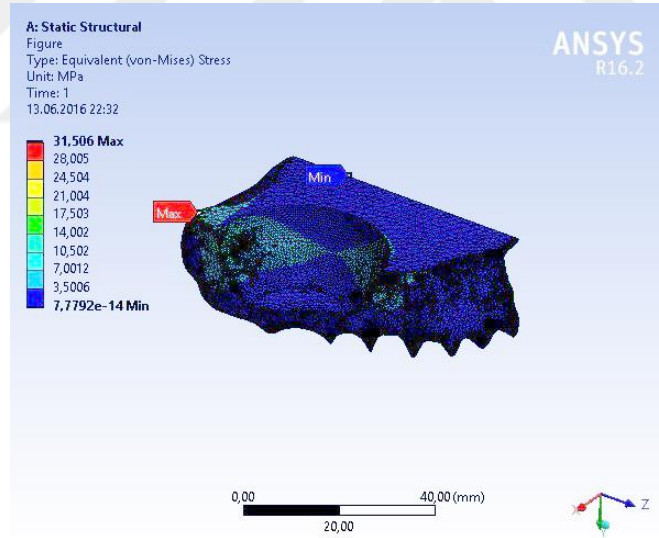 A: Static Structural
Figure
Type: Equivalent (von-Mises) Stress
Unit: MPa
Time: 1
13.06.2016 22:32
ANSYS
R16.2
31,506 Max
28,005
24,504
21,004
17,503
14,002
10,502
7,0012
3,5006
7,7792e-14 Min
Min
Max
0,00
40,00 (mm)
20,00
X
Y
Z